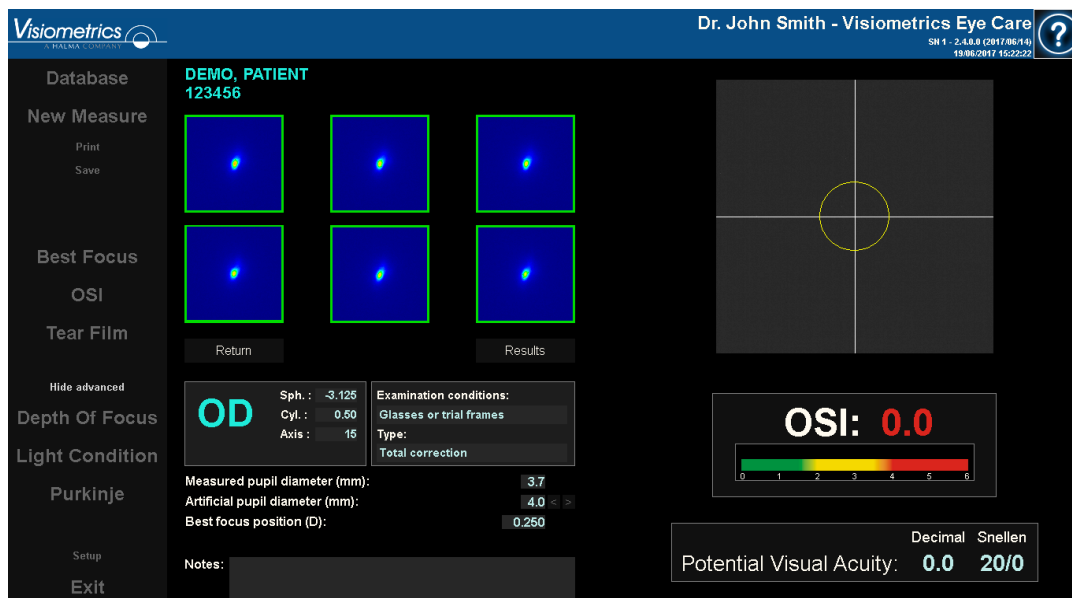 Visiometrics
A HALMA COMPANY
Dr. John Smith - Visiometrics Eye Care
SN 1 - 2.4.0.0 (2017/06/14)
19/06/2017 15:22:22
?
Database
New Measure
Print
Save
Best Focus
OSI
Tear Film
Hide advanced
Depth Of Focus
Light Condition
Purkinje
Setup
Exit
DEMO, PATIENT
123456
Return
Results
OD
Sph. : -3.125
Cyl. : 0.50
Axis : 15
Examination conditions:
Glasses or trial frames
Type:
Total correction
Measured pupil diameter (mm): 3.7
Artificial pupil diameter (mm): 4.0 < >
Best focus position (D): 0.250
Notes:
OSI: 0.0
0 1 2 3 4 5 6
Decimal Snellen
Potential Visual Acuity: 0.0 20/0